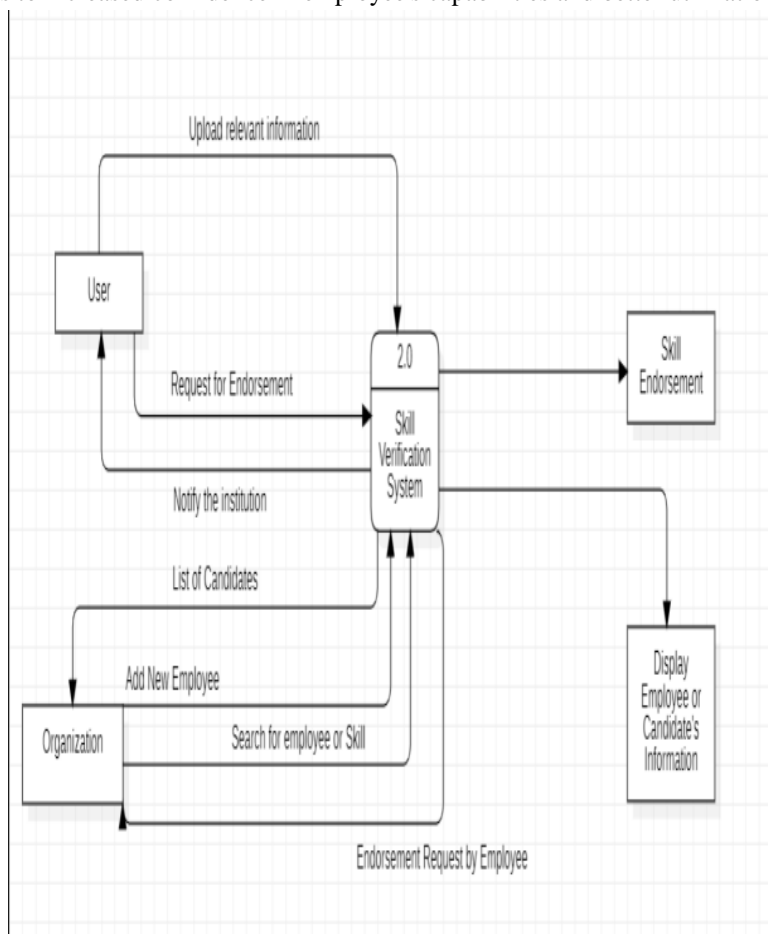 Upload relevant information
User
2.0
Skill
Endorsement
Request for Endorsement
Skill
Verification
System
Notify the institution
List of Candidates
Add New Employee
Display
Employee or
Candidate's
Information
Organization
Search for employee or Skill
Endorsement Request by Employee